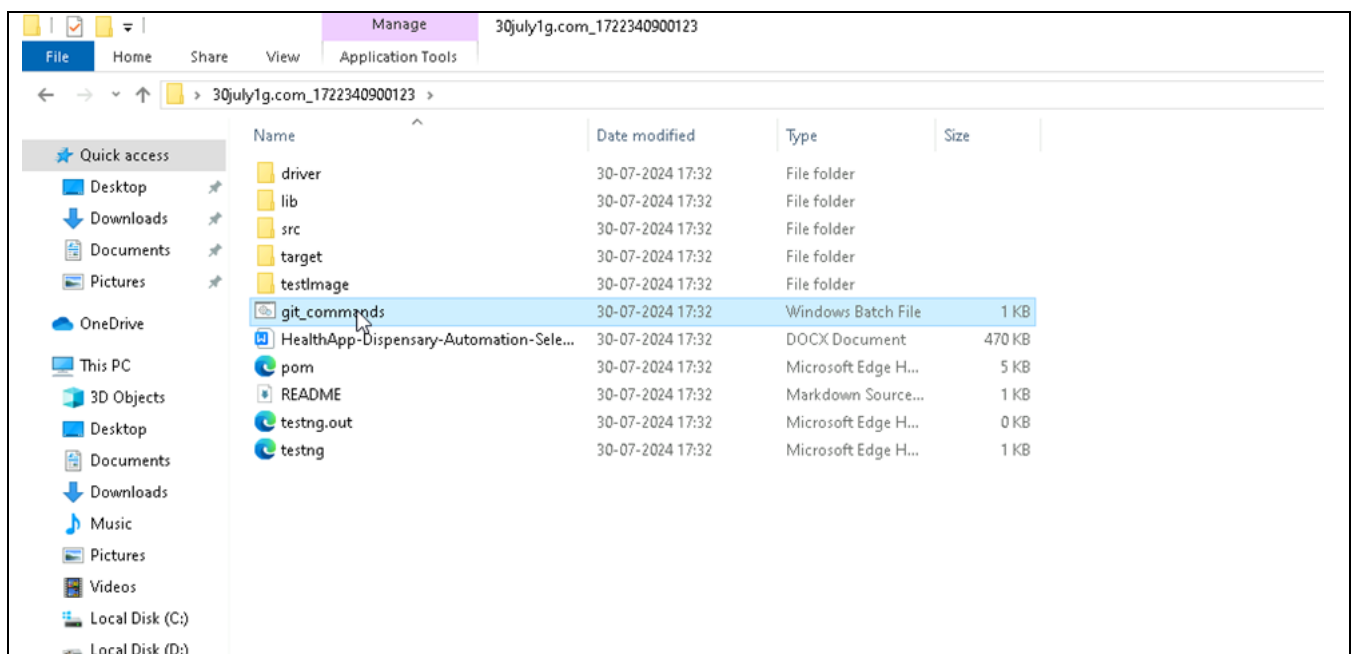 Manage 30july1g.com_1722340900123
File Home Share View Application Tools
30july1g.com_1722340900123
Name Date modified Type Size
Quick access
Desktop
Downloads
Documents
Pictures
OneDrive
This PC
3D Objects
Desktop
Documents
Downloads
Music
Pictures
Videos
Local Disk (C:)
Local Disk (D:)
driver 30-07-2024 17:32 File folder
lib 30-07-2024 17:32 File folder
src 30-07-2024 17:32 File folder
target 30-07-2024 17:32 File folder
testImage 30-07-2024 17:32 File folder
git_commands 30-07-2024 17:32 Windows Batch File 1 KB
HealthApp-Dispensary-Automation-Sele... 30-07-2024 17:32 DOCX Document 470 KB
pom 30-07-2024 17:32 Microsoft Edge H... 5 KB
README 30-07-2024 17:32 Markdown Source... 1 KB
testng.out 30-07-2024 17:32 Microsoft Edge H... 0 KB
testng 30-07-2024 17:32 Microsoft Edge H... 1 KB